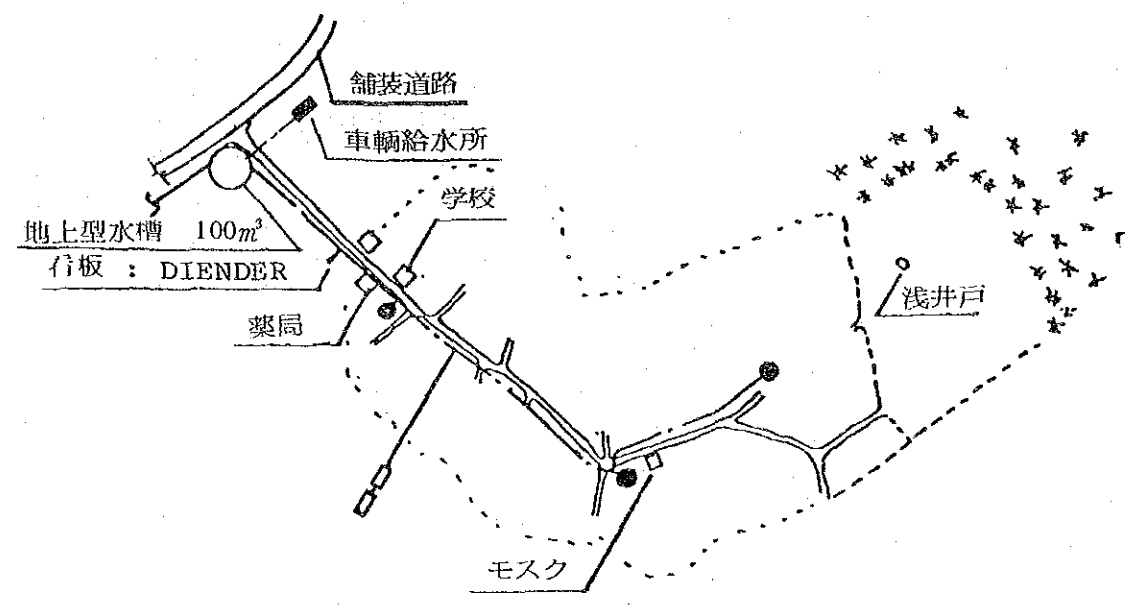 舗装道路
車輌給水所
学校
地上型水槽 100m³
看板 : DIENDER
薬局
浅井戸
モスク